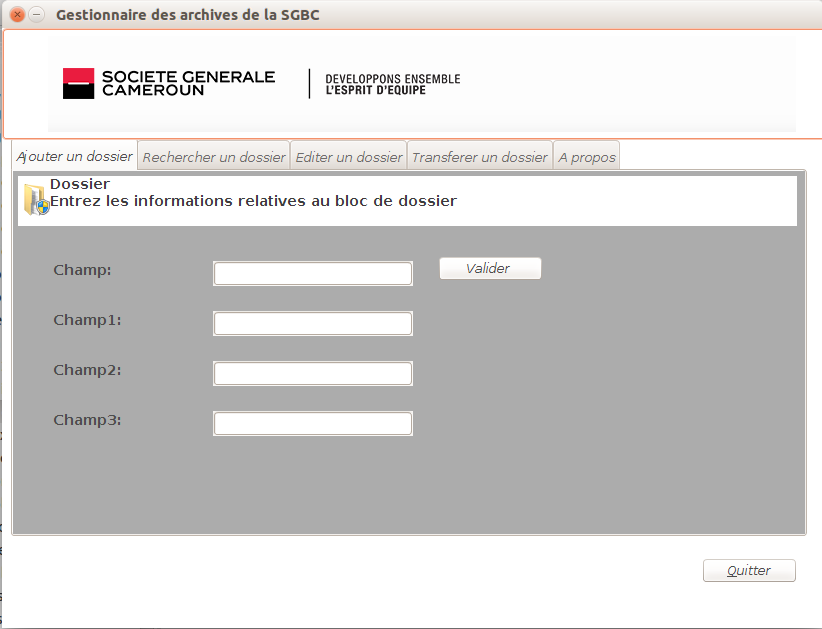 Gestionnaire des archives de la SGBC
SOCIETE GENERALE
CAMEROUN
DEVELOPPONS ENSEMBLE
L'ESPRIT D'EQUIPE
Ajouter un dossier Rechercher un dossier Editer un dossier Transferer un dossier A propos
Dossier
Entrez les informations relatives au bloc de dossier
Champ: Valider
Champ1:
Champ2:
Champ3:
Quitter